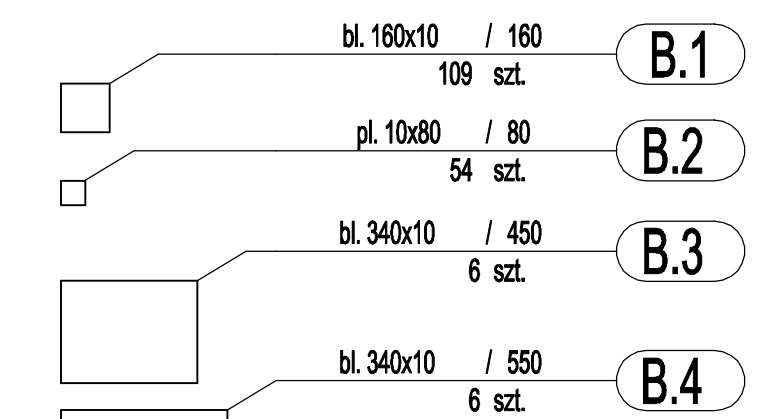 bl. 160x10 / 160 B.1
109 szt.
pl. 10x80 / 80 B.2
54 szt.
bl. 340x10 / 450 B.3
6 szt.
bl. 340x10 / 550 B.4
6 szt.